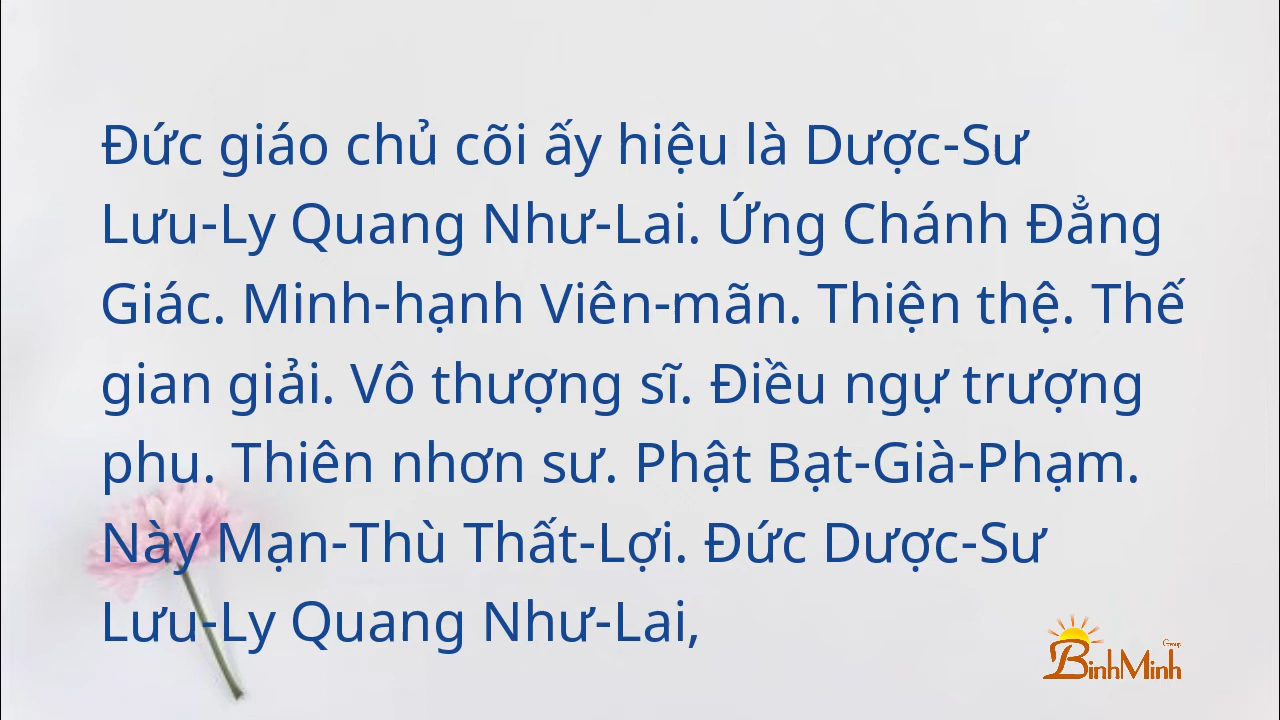 Đức giáo chủ cõi ấy hiệu là Dược-Sư
Lưu-Ly Quang Như-Lai. Ứng Chánh Đẳng
Giác. Minh-hạnh Viên-mãn. Thiện thệ. Thế
gian giải. Vô thượng sĩ. Điều ngự trượng
phu. Thiên nhơn sư. Phật Bạt-Già-Phạm.
Này Mạn-Thù Thất-Lợi. Đức Dược-Sư
Lưu-Ly Quang Như-Lai,
Group
BinhMinh